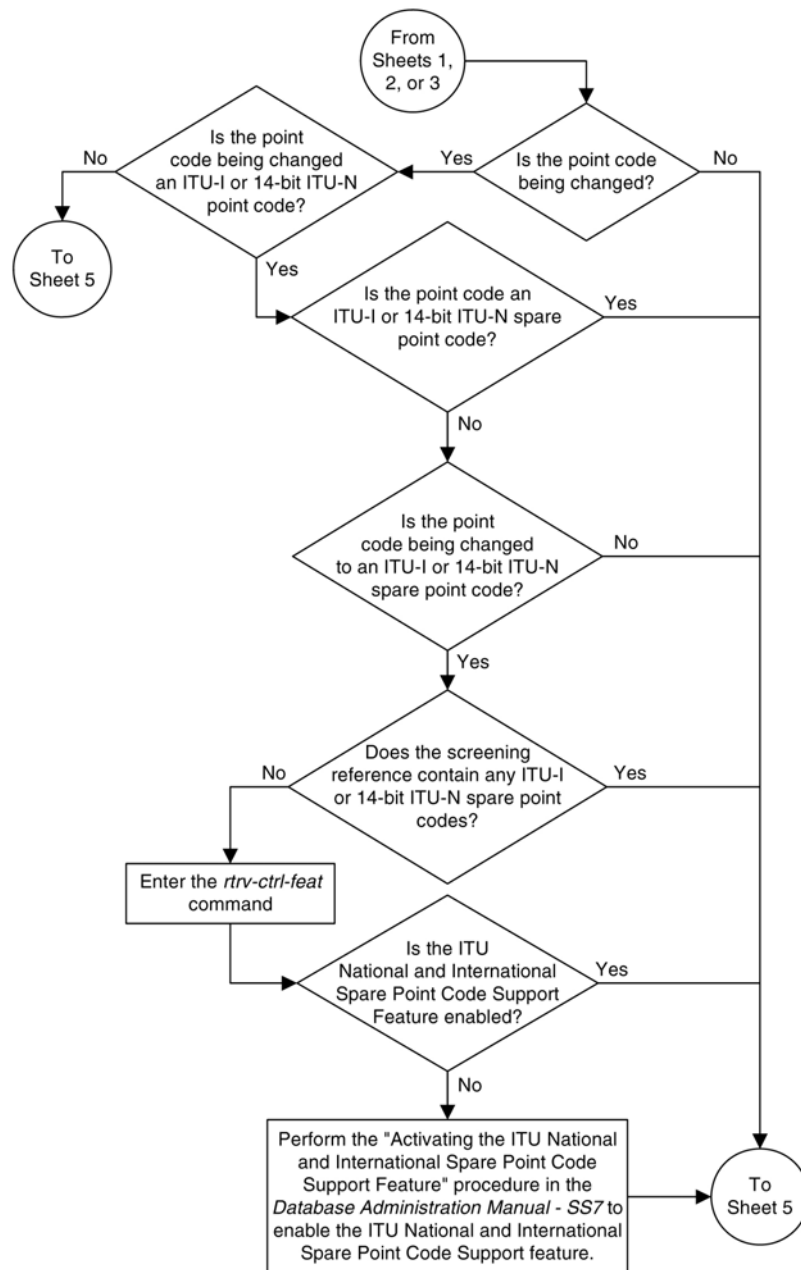 From
Sheets 1,
2, or 3
Is the point code
being changed?
Yes
No
Is the point
code being changed
an ITU-I or 14-bit ITU-N
point code?
No
Yes
To
Sheet 5
Is the point code an
ITU-I or 14-bit ITU-N spare
point code?
Yes
No
Is the point
code being changed
to an ITU-I or 14-bit ITU-N
spare point code?
No
Yes
Does the screening
reference contain any ITU-I
or 14-bit ITU-N spare point
codes?
No
Yes
Enter the rtrv-ctrl-feat
command
Is the ITU
National and International
Spare Point Code Support
Feature enabled?
Yes
No
Perform the "Activating the ITU National
and International Spare Point Code
Support Feature" procedure in the
Database Administration Manual - SS7 to
enable the ITU National and International
Spare Point Code Support feature.
To
Sheet 5